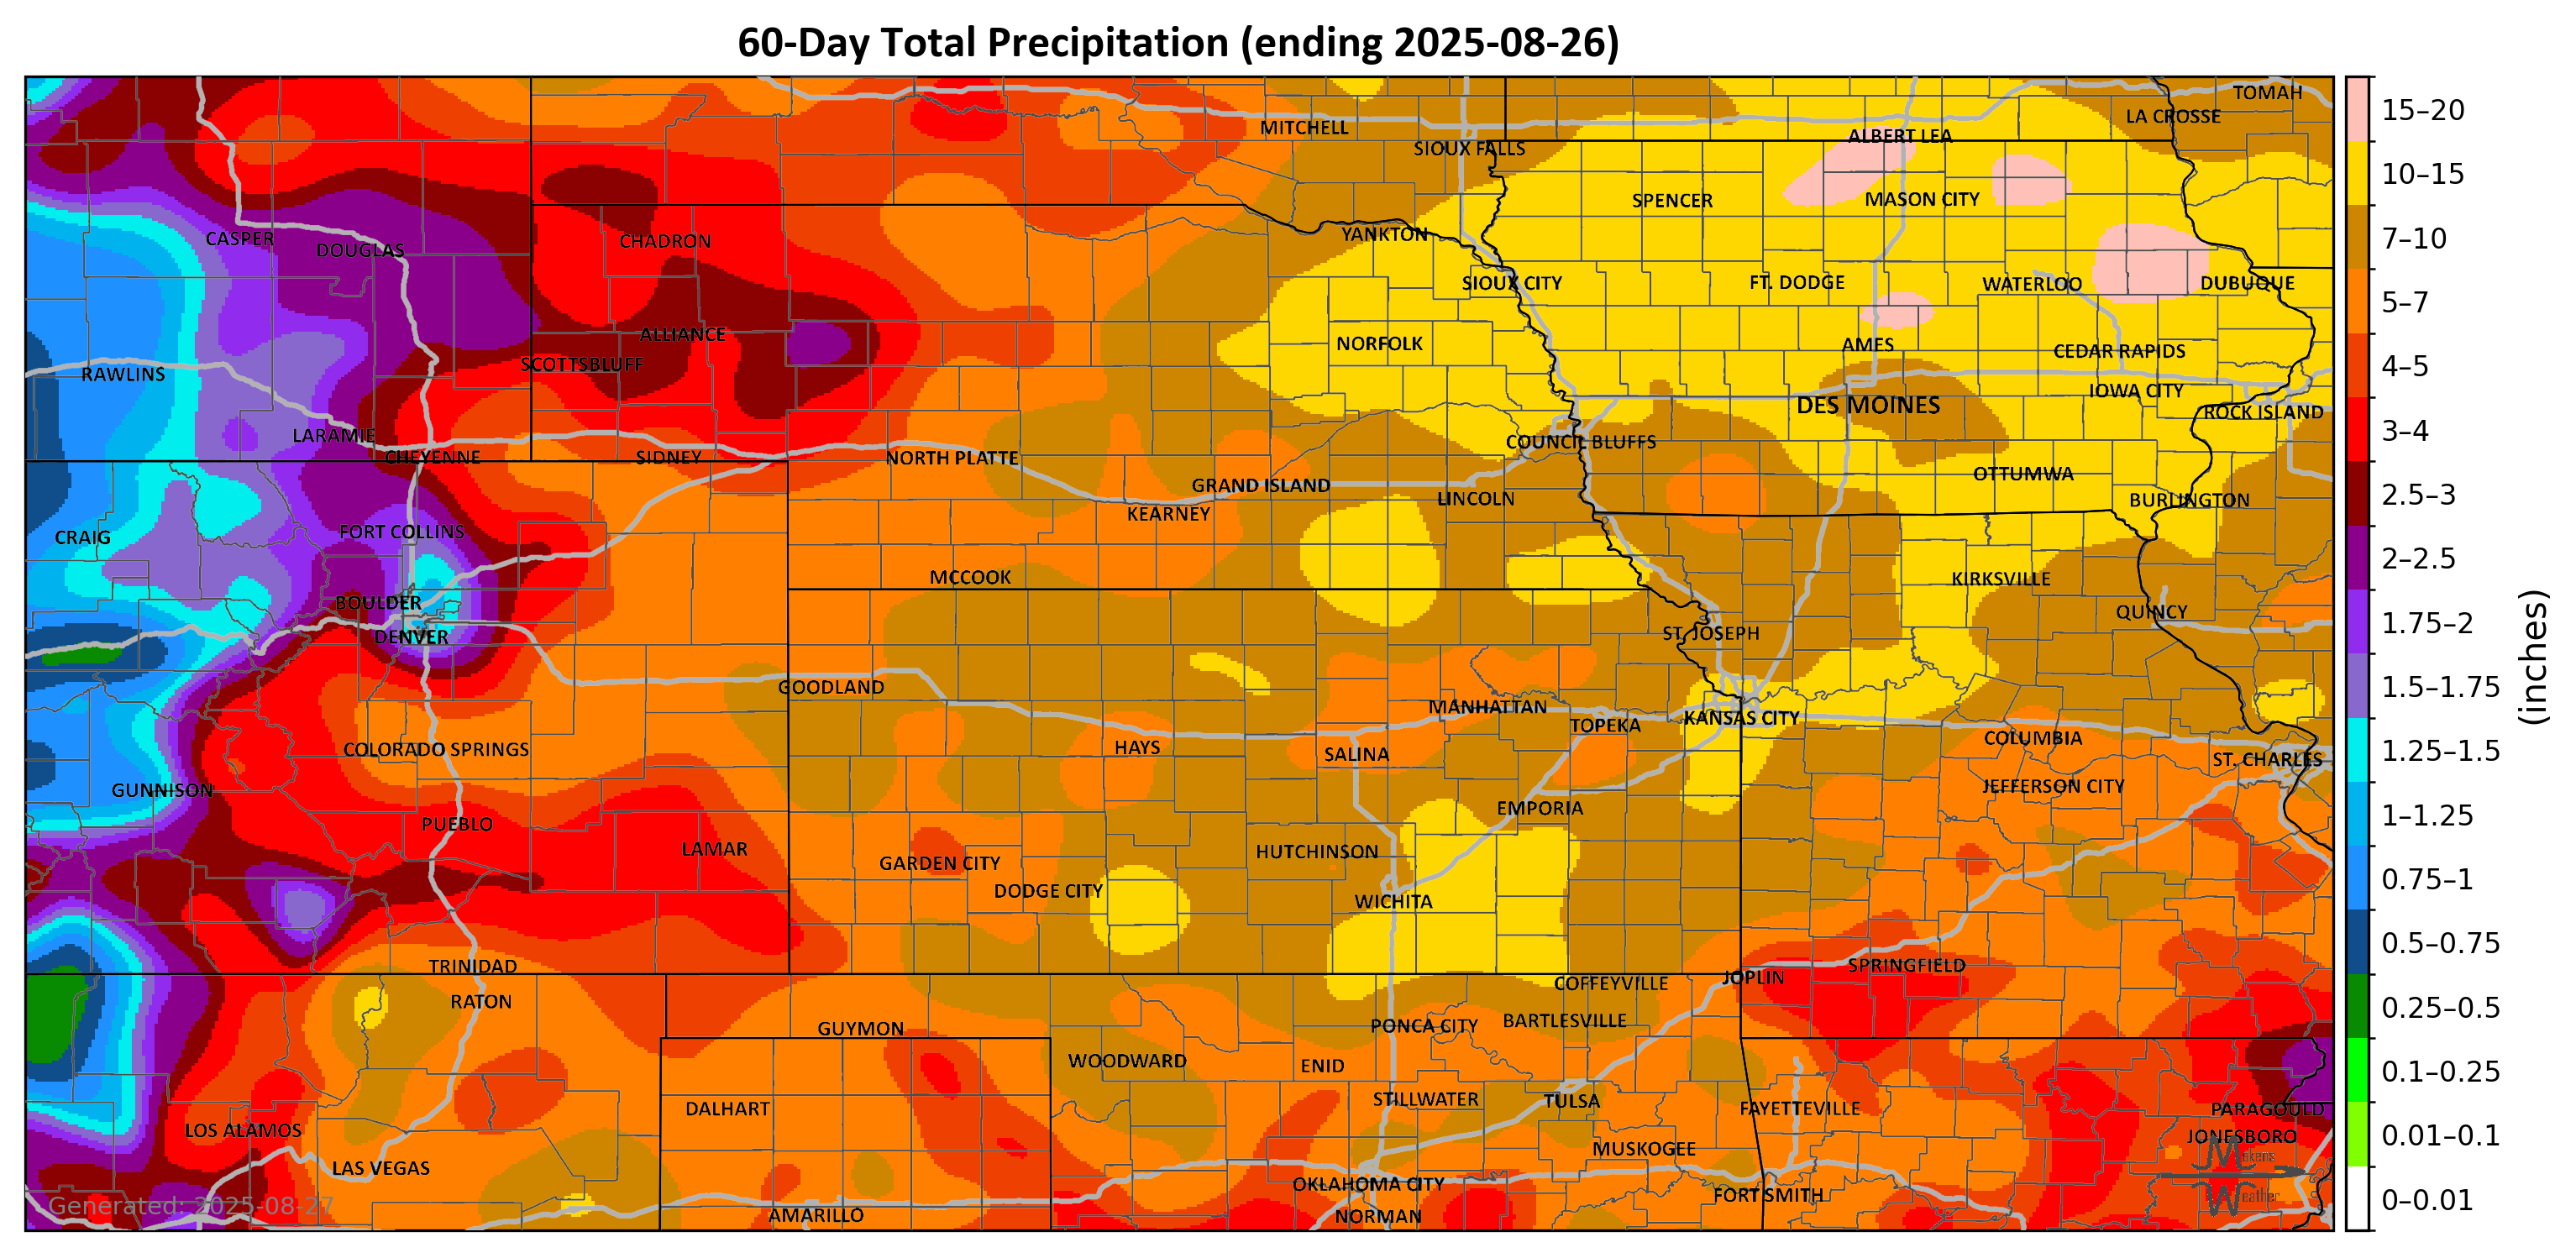 60-Day Total Precipitation (ending 2025-08-26)
TOMAH
LA CROSSE
MITCHELL
ALBERT LEA
SIOUX FALLS
SPENCER
MASON CITY
YANKTON
CASPER
CHADRON
DOUGLAS
SIOUX CITY
FT. DODGE
WATERLOO
DUBUQUE
ALLIANCE
NORFOLK
AMES
CEDAR RAPIDS
SCOTTSBLUFF
RAWLINS
IOWA CITY
DES MOINES
ROCK ISLAND
LARAMIE
COUNCIL BLUFFS
CHEYENNE
SIDNEY
NORTH PLATTE
OTTUMWA
GRAND ISLAND
LINCOLN
BURLINGTON
KEARNEY
FORT COLLINS
CRAIG
MCCOOK
KIRKSVILLE
BOULDER
QUINCY
DENVER
ST. JOSEPH
GOODLAND
MANHATTAN
KANSAS CITY
TOPEKA
COLUMBIA
COLORADO SPRINGS
HAYS
SALINA
ST. CHARLES
GUNNISON
JEFFERSON CITY
EMPORIA
PUEBLO
LAMAR
HUTCHINSON
GARDEN CITY
DODGE CITY
WICHITA
TRINIDAD
SPRINGFIELD
JOPLIN
COFFEYVILLE
RATON
GUYMON
PONCA CITY
BARTLESVILLE
WOODWARD
ENID
STILLWATER
TULSA
DALHART
FAYETTEVILLE
PARAGOULD
LOS ALAMOS
JONESBORO
MUSKOGEE
LAS VEGAS
OKLAHOMA CITY
FORT SMITH
AMARILLO
NORMAN
Generated: 2025-08-27
Miskens
Weather
15–20
10–15
7–10
5–7
4–5
3–4
2.5–3
2–2.5
1.75–2
1.5–1.75
1.25–1.5
1–1.25
0.75–1
0.5–0.75
0.25–0.5
0.1–0.25
0.01–0.1
0–0.01
(inches)